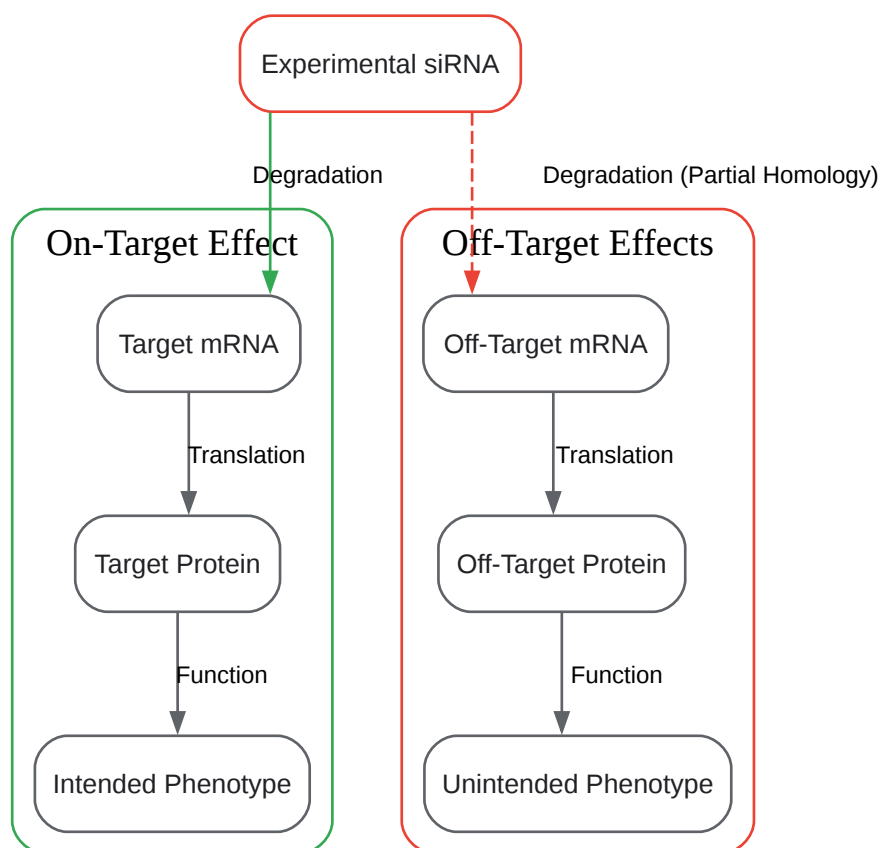 Experimental siRNA
Degradation
Degradation (Partial Homology)
On-Target Effect
Off-Target Effects
Target mRNA
Off-Target mRNA
Translation
Translation
Target Protein
Off-Target Protein
Function
Function
Intended Phenotype
Unintended Phenotype